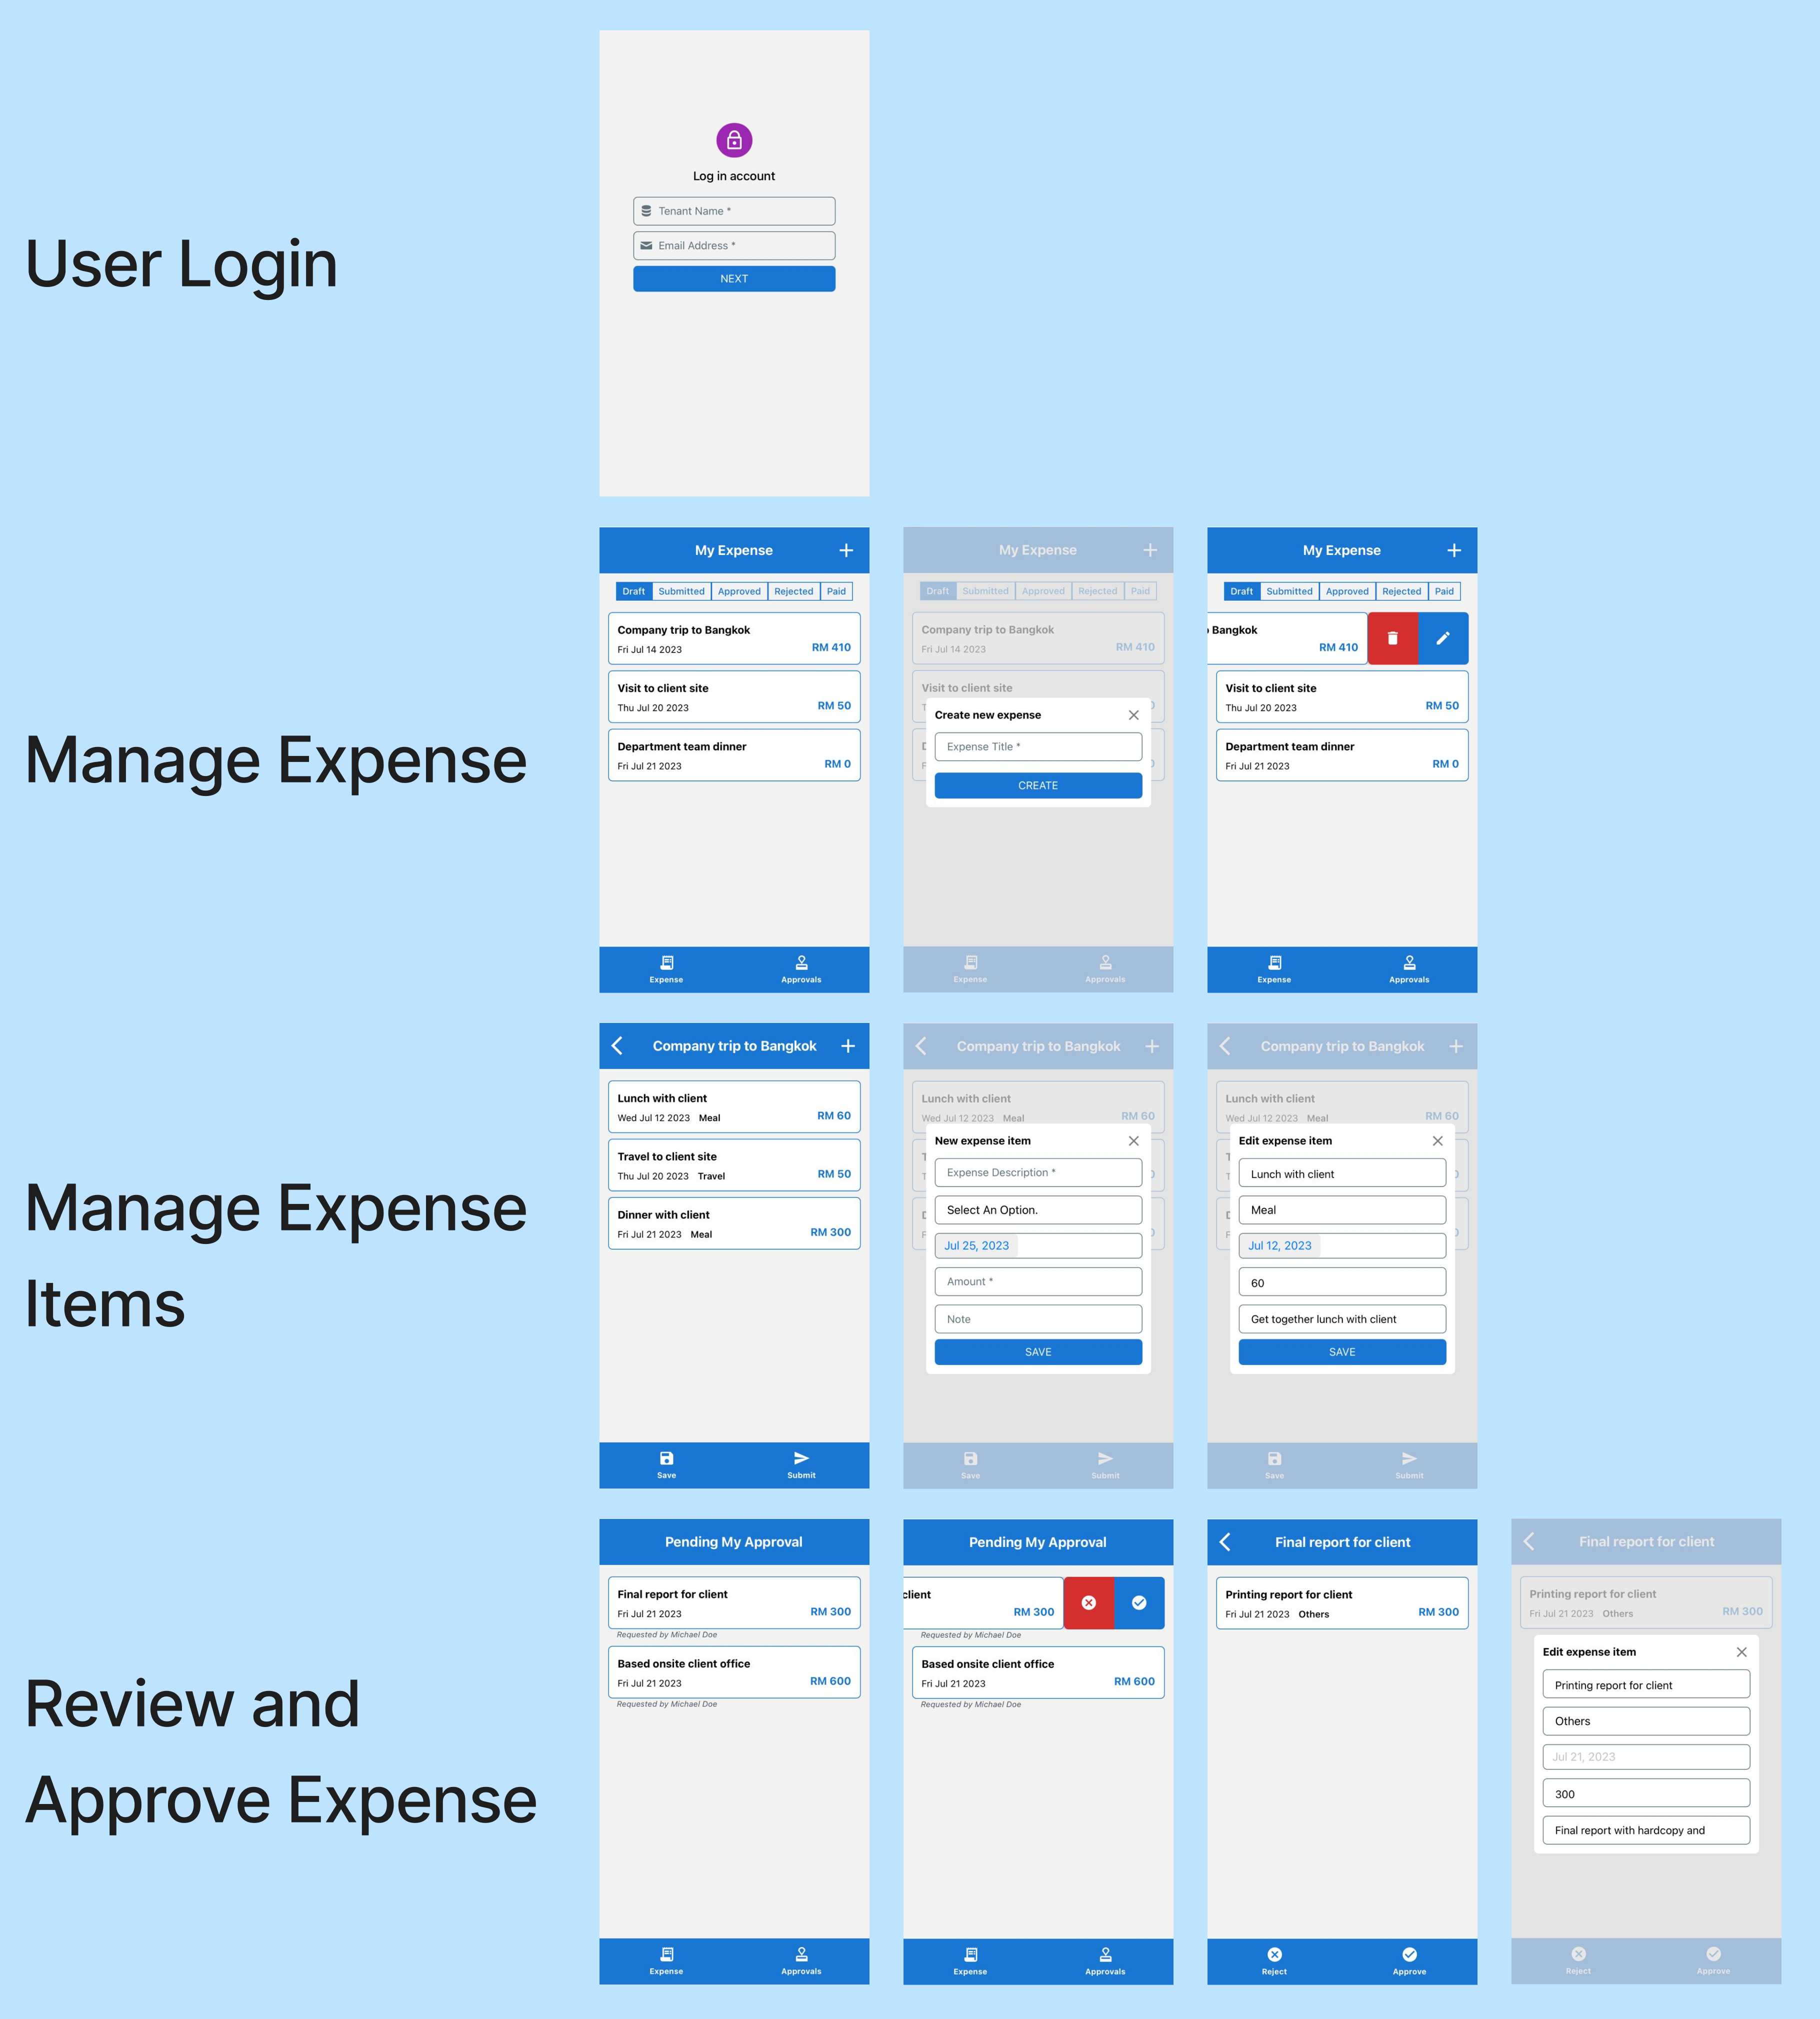 User Login
Log in account
Tenant Name *
Email Address *
NEXT
Manage Expense
My Expense
Draft Submitted Approved Rejected Paid
Company trip to Bangkok
Fri Jul 14 2023 RM 410
Visit to client site
Thu Jul 20 2023 RM 50
Department team dinner
Fri Jul 21 2023 RM 0
Expense Approvals
My Expense
Draft Submitted Approved Rejected Paid
Company trip to Bangkok
Fri Jul 14 2023 RM 410
Visit to client site
Create new expense
Expense Title *
CREATE
Expense Approvals
My Expense
Draft Submitted Approved Rejected Paid
Bangkok
RM 410
Visit to client site
Thu Jul 20 2023 RM 50
Department team dinner
Fri Jul 21 2023 RM 0
Expense Approvals
Manage Expense
Items
Company trip to Bangkok
Lunch with client
Wed Jul 12 2023 Meal RM 60
Travel to client site
Thu Jul 20 2023 Travel RM 50
Dinner with client
Fri Jul 21 2023 Meal RM 300
Save Submit
Company trip to Bangkok
Lunch with client
Wed Jul 12 2023 Meal RM 60
New expense item
Expense Description *
Select An Option.
Jul 25, 2023
Amount *
Note
SAVE
Save Submit
Company trip to Bangkok
Lunch with client
Wed Jul 12 2023 Meal RM 60
Edit expense item
Lunch with client
Meal
Jul 12, 2023
60
Get together lunch with client
SAVE
Save Submit
Review and
Approve Expense
Pending My Approval
Final report for client
Fri Jul 21 2023 RM 300
Requested by Michael Doe
Based onsite client office
Fri Jul 21 2023 RM 600
Requested by Michael Doe
Expense Approvals
Pending My Approval
client
RM 300
Requested by Michael Doe
Based onsite client office
Fri Jul 21 2023 RM 600
Requested by Michael Doe
Expense Approvals
Final report for client
Printing report for client
Fri Jul 21 2023 Others RM 300
Reject Approve
Final report for client
Printing report for client
Fri Jul 21 2023 Others RM 300
Edit expense item
Printing report for client
Others
Jul 21, 2023
300
Final report with hardcopy and
Reject Approve